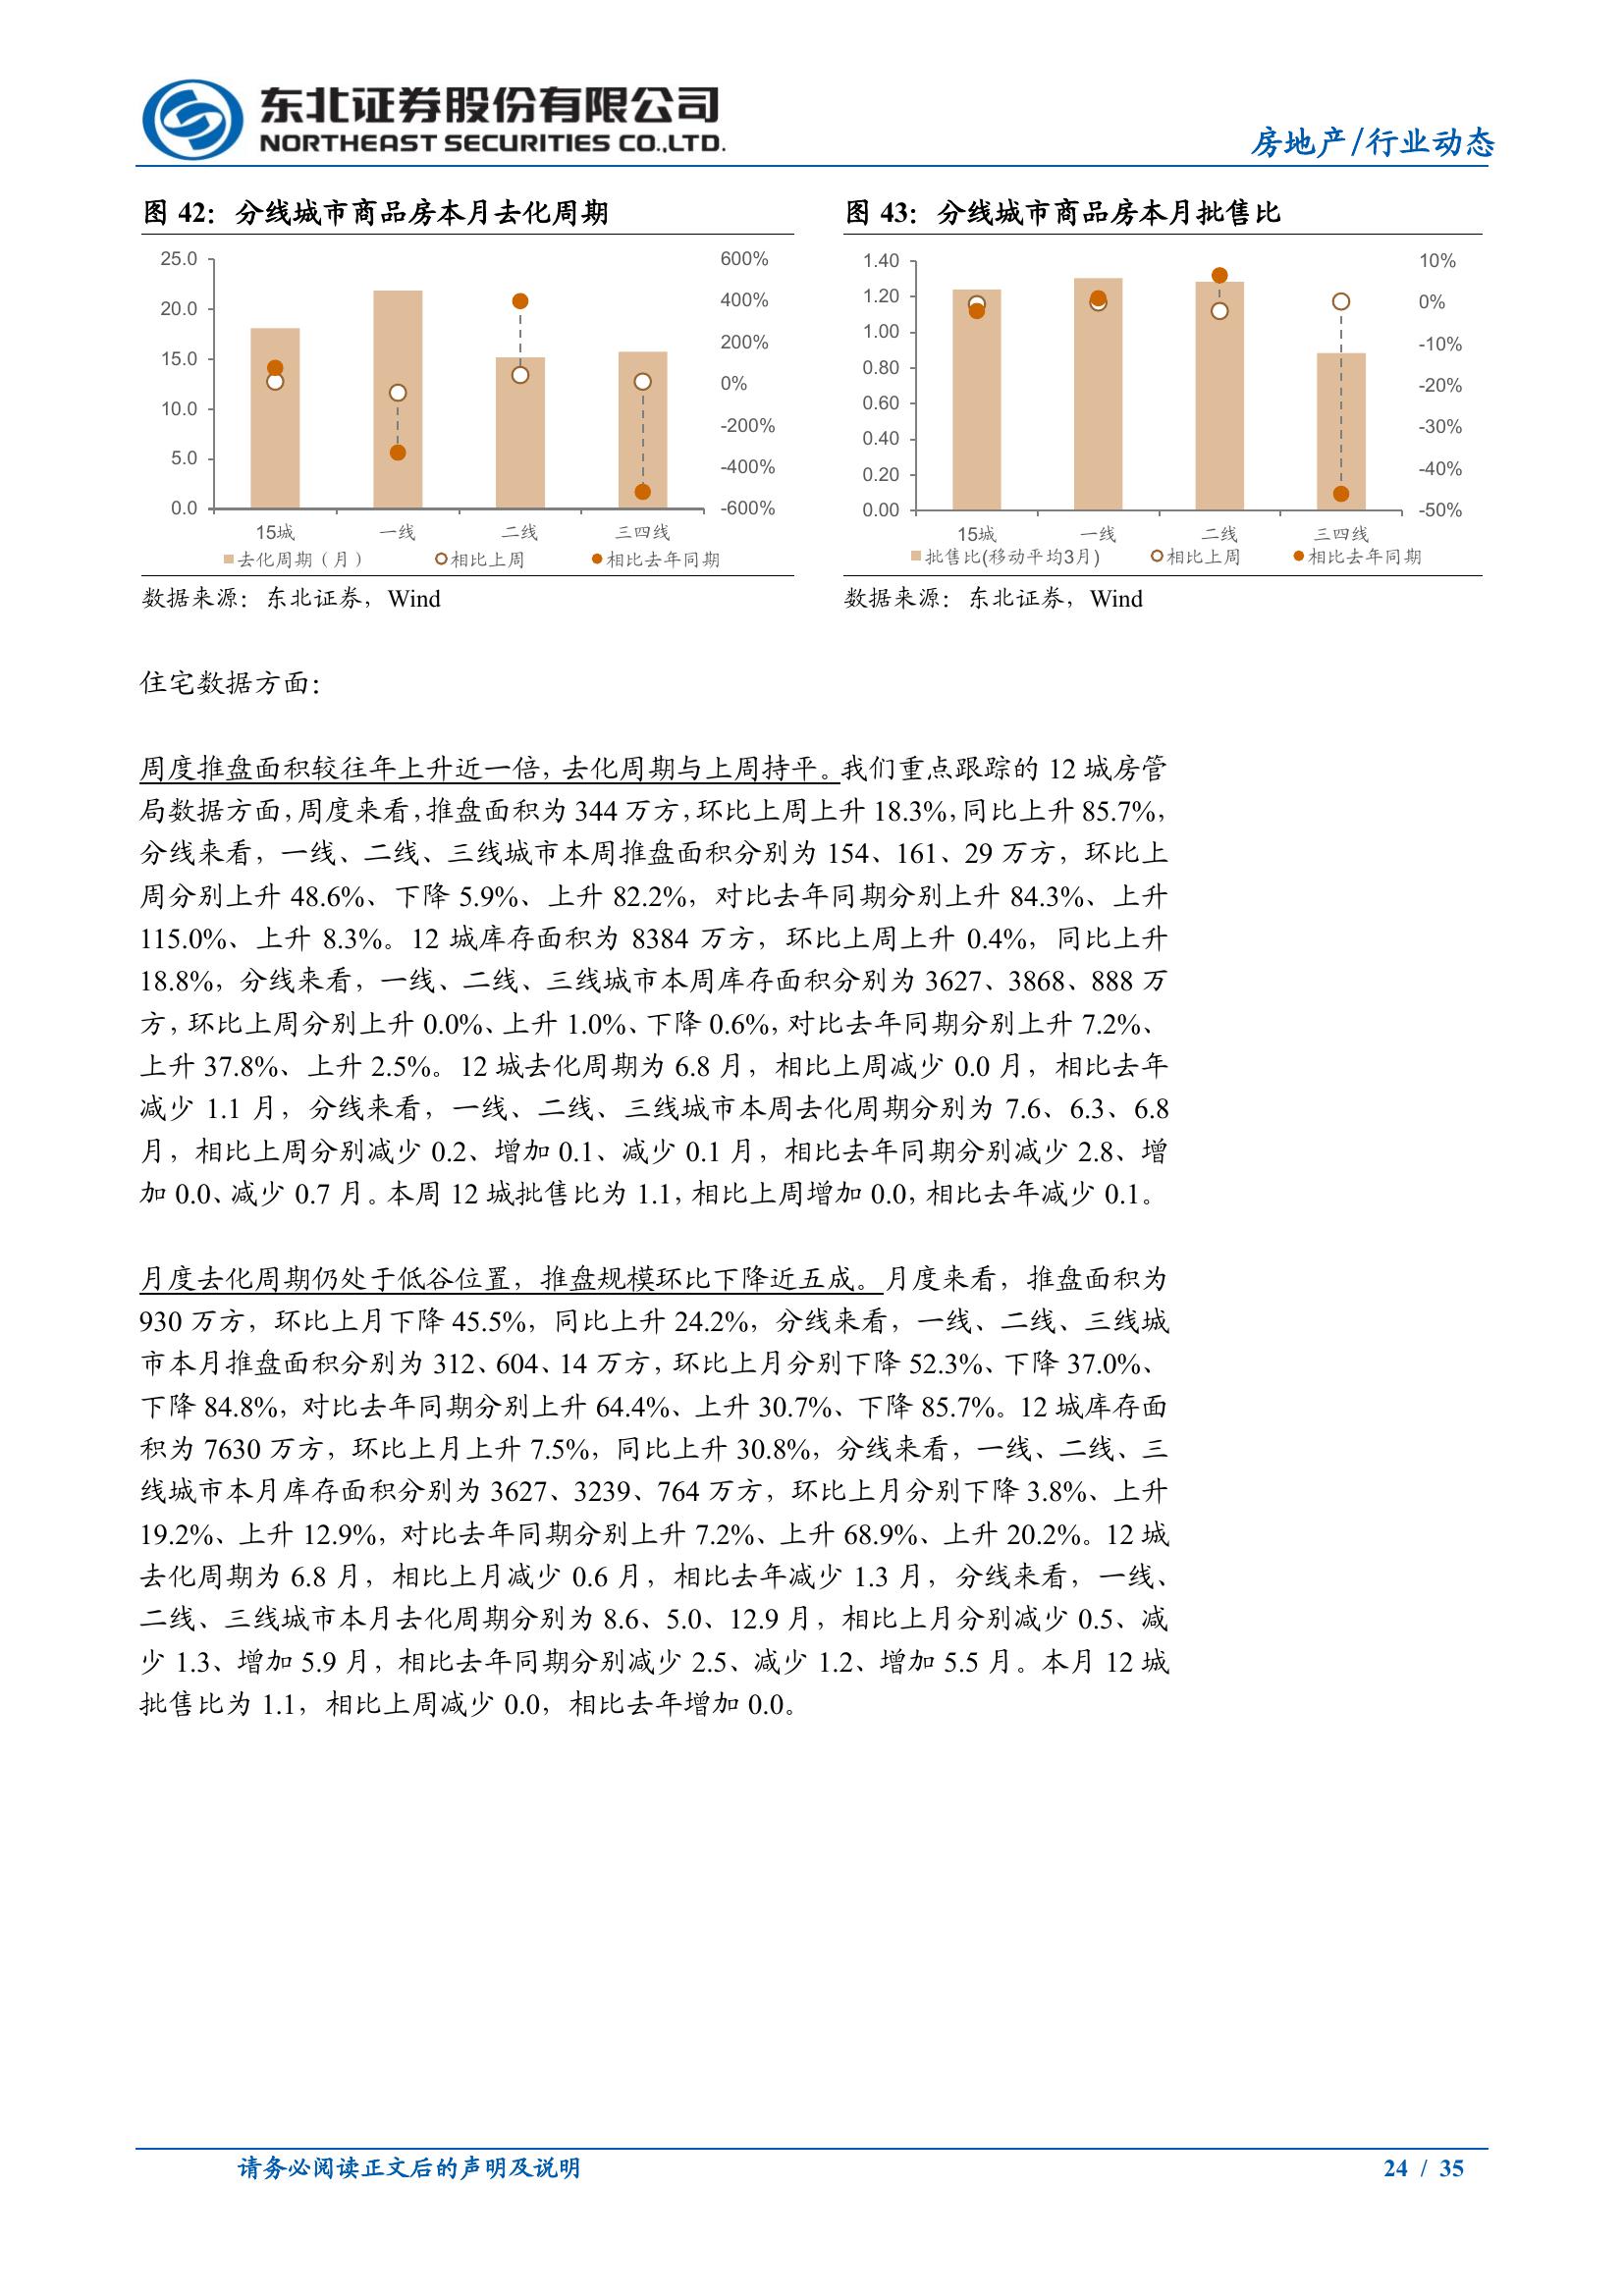 东北证券股份有限公司
NORTHEAST SECURITIES CO.,LTD.
房地产/行业动态
图 42：分线城市商品房本月去化周期
25.0
20.0
15.0
10.0
5.0
0.0
600%
400%
200%
0%
-200%
-400%
-600%
15城 一线 二线 三四线
去化周期（月） 相比上周 相比去年同期
数据来源：东北证券，Wind
图 43：分线城市商品房本月批售比
1.40
1.20
1.00
0.80
0.60
0.40
0.20
0.00
10%
0%
-10%
-20%
-30%
-40%
-50%
15城 一线 二线 三四线
批售比(移动平均3月) 相比上周 相比去年同期
数据来源：东北证券，Wind
住宅数据方面：
周度推盘面积较往年上升近一倍，去化周期与上周持平。我们重点跟踪的 12 城房管
局数据方面，周度来看，推盘面积为 344 万方，环比上周上升 18.3%，同比上升 85.7%，
分线来看，一线、二线、三线城市本周推盘面积分别为 154、161、29 万方，环比上
周分别上升 48.6%、下降 5.9%、上升 82.2%，对比去年同期分别上升 84.3%、上升
115.0%、上升 8.3%。12 城库存面积为 8384 万方，环比上周上升 0.4%，同比上升
18.8%，分线来看，一线、二线、三线城市本周库存面积分别为 3627、3868、888 万
方，环比上周分别上升 0.0%、上升 1.0%、下降 0.6%，对比去年同期分别上升 7.2%、
上升 37.8%、上升 2.5%。12 城去化周期为 6.8 月，相比上周减少 0.0 月，相比去年
减少 1.1 月，分线来看，一线、二线、三线城市本周去化周期分别为 7.6、6.3、6.8
月，相比上周分别减少 0.2、增加 0.1、减少 0.1 月，相比去年同期分别减少 2.8、增
加 0.0、减少 0.7 月。本周 12 城批售比为 1.1，相比上周增加 0.0，相比去年减少 0.1。
月度去化周期仍处于低谷位置，推盘规模环比下降近五成。月度来看，推盘面积为
930 万方，环比上月下降 45.5%，同比上升 24.2%，分线来看，一线、二线、三线城
市本月推盘面积分别为 312、604、14 万方，环比上月分别下降 52.3%、下降 37.0%、
下降 84.8%，对比去年同期分别上升 64.4%、上升 30.7%、下降 85.7%。12 城库存面
积为 7630 万方，环比上月上升 7.5%，同比上升 30.8%，分线来看，一线、二线、三
线城市本月库存面积分别为 3627、3239、764 万方，环比上月分别下降 3.8%、上升
19.2%、上升 12.9%，对比去年同期分别上升 7.2%、上升 68.9%、上升 20.2%。12 城
去化周期为 6.8 月，相比上月减少 0.6 月，相比去年减少 1.3 月，分线来看，一线、
二线、三线城市本月去化周期分别为 8.6、5.0、12.9 月，相比上月分别减少 0.5、减
少 1.3、增加 5.9 月，相比去年同期分别减少 2.5、减少 1.2、增加 5.5 月。本月 12 城
批售比为 1.1，相比上周减少 0.0，相比去年增加 0.0。
请务必阅读正文后的声明及说明
24 / 35